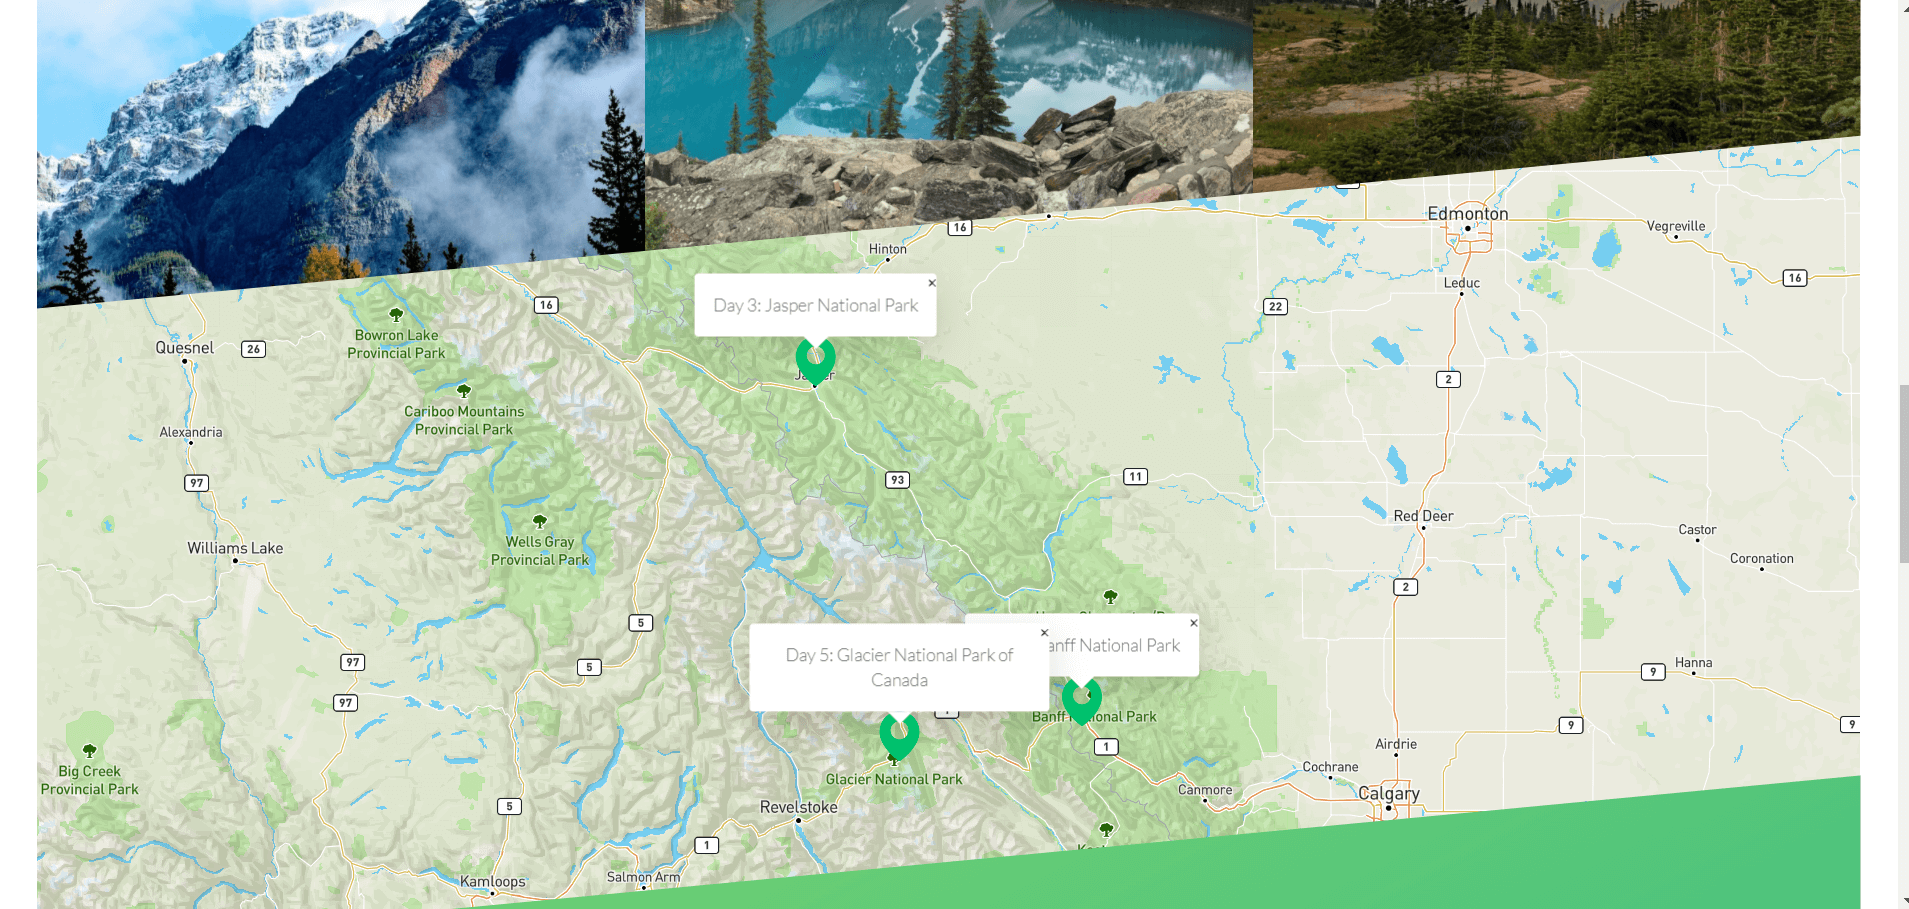 Edmonton
Vegreville
16
Hinton
16
Leduc
×
Day 3: Jasper National Park
16
22
Bowron Lake
Provincial Park
Quesnel
26
2
Cariboo Mountains
Provincial Park
Alexandria
97
93
11
Red Deer
Castor
Wells Gray
Provincial Park
Williams Lake
Coronation
2
5
×
×
Day 5: Glacier National Park of
Canada
anff National Park
97
5
Hanna
9
97
Banff National Park
9
9
1
Airdrie
Big Creek
Provincial Park
Glacier National Park
Cochrane
Canmore
Calgary
5
Revelstoke
1
Kamloops
Salmon Arm